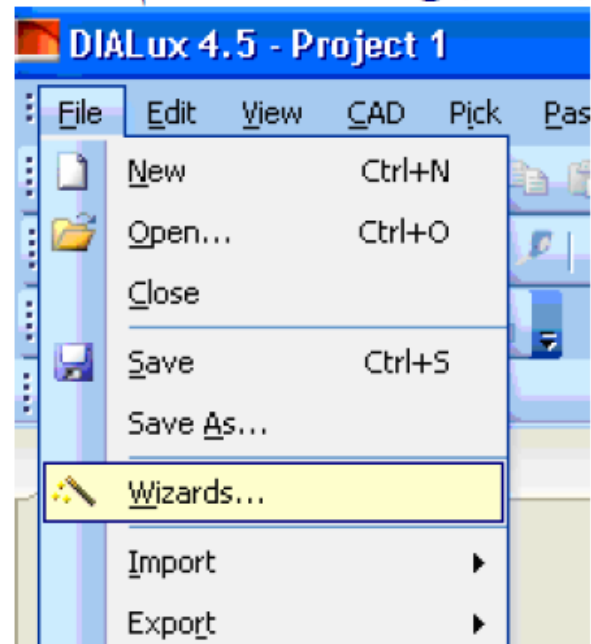 DIALux 4.5 - Project 1
File Edit View CAD Pick Pas
New Ctrl+N
Open... Ctrl+O
Close
Save Ctrl+S
Save As...
Wizards...
Import
Export